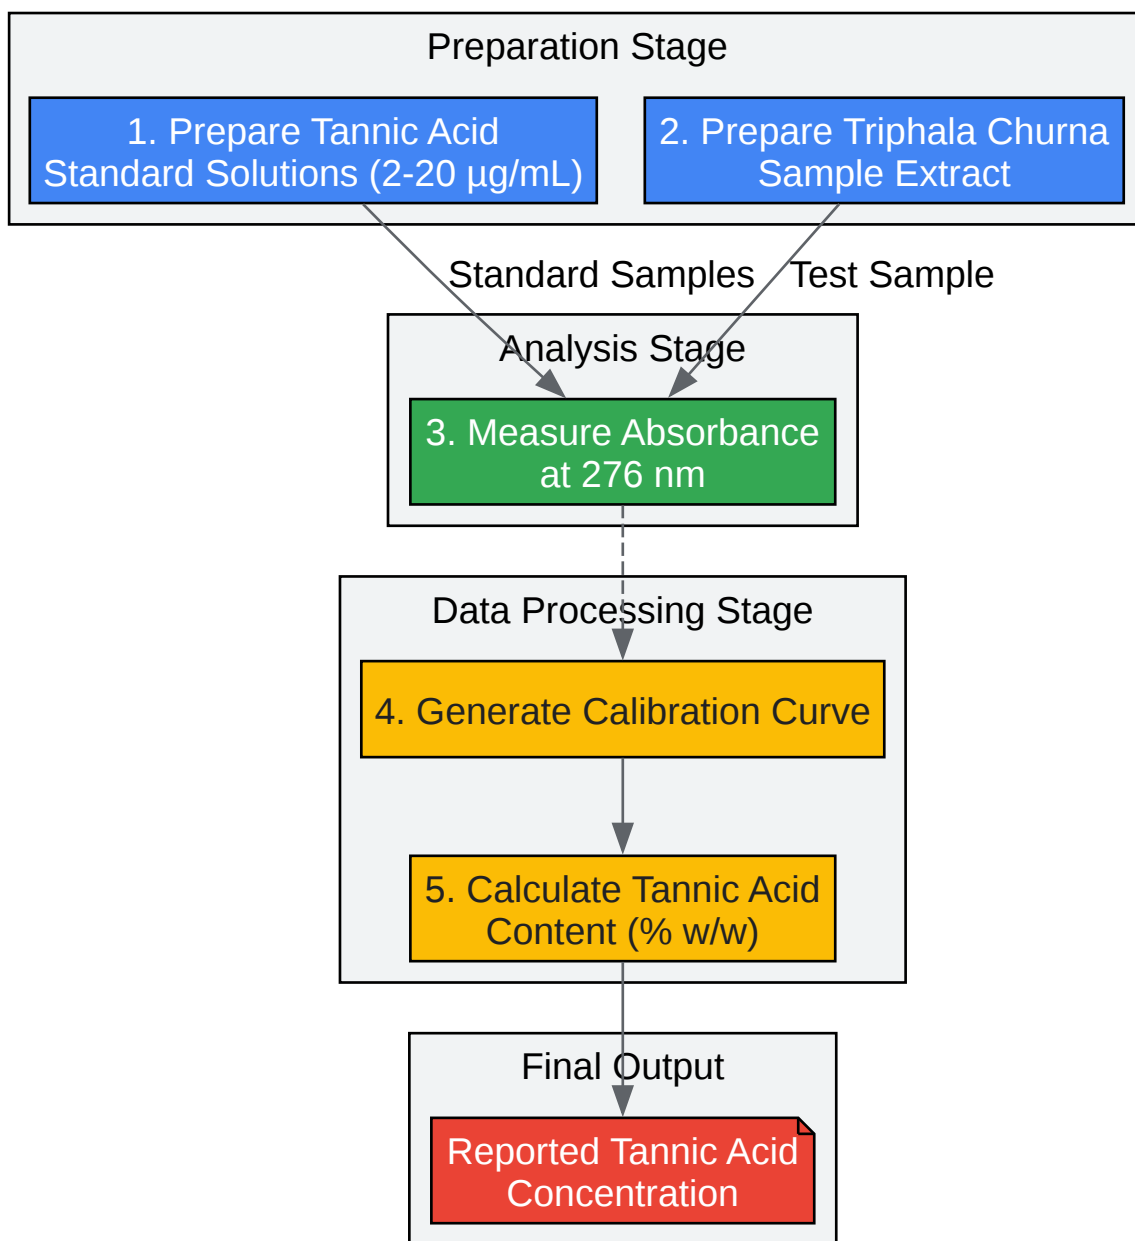 Preparation Stage
1. Prepare Tannic Acid
Standard Solutions (2-20 µg/mL)
2. Prepare Triphala Churna
Sample Extract
Standard Samples
Test Sample
Analysis Stage
3. Measure Absorbance
at 276 nm
Data Processing Stage
4. Generate Calibration Curve
5. Calculate Tannic Acid
Content (% w/w)
Final Output
Reported Tannic Acid
Concentration